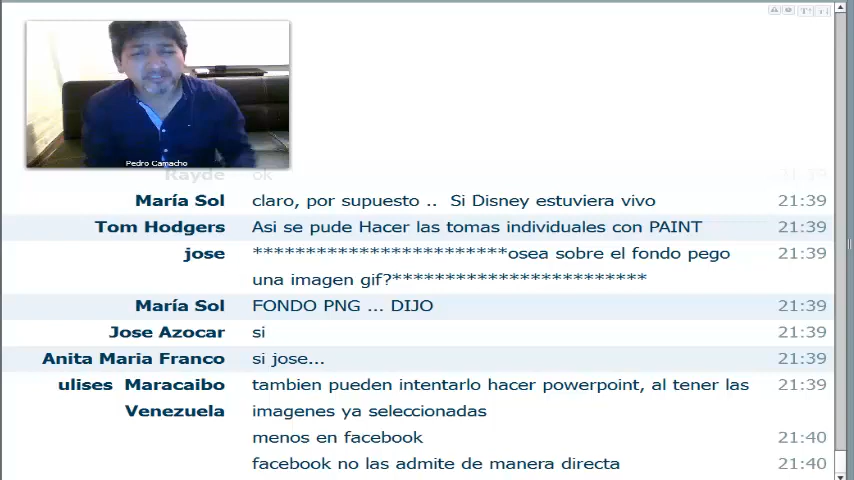 Pedro Camacho
Rayde ok 21:39
María Sol claro, por supuesto .. Si Disney estuviera vivo 21:39
Tom Hodgers Asi se pude Hacer las tomas individuales con PAINT 21:39
jose ************************osea sobre el fondo pego 21:39
una imagen gif?************************
María Sol FONDO PNG ... DIJO 21:39
Jose Azocar si 21:39
Anita Maria Franco si jose... 21:39
ulises Maracaibo tambien pueden intentarlo hacer powerpoint, al tener las 21:39
Venezuela imagenes ya seleccionadas
menos en facebook 21:40
facebook no las admite de manera directa 21:40